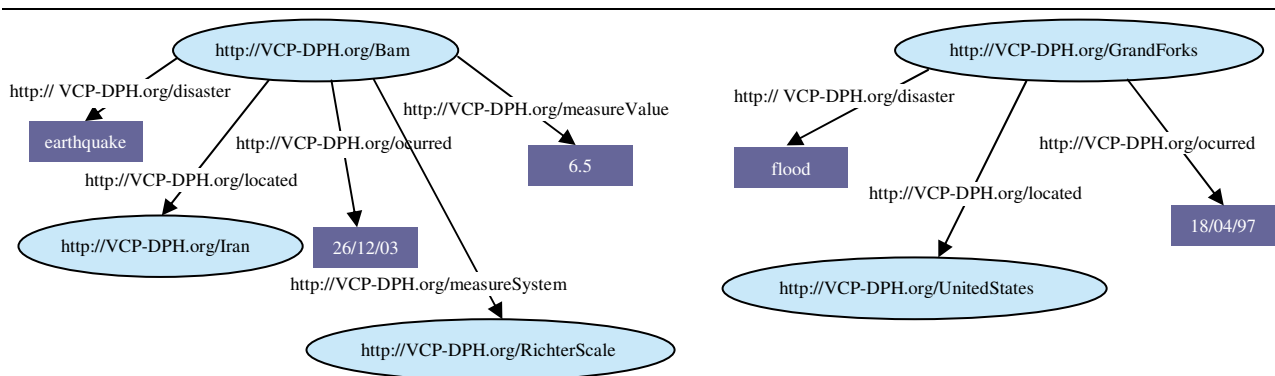 http://VCP-DPH.org/Bam
http:// VCP-DPH.org/disaster
http://VCP-DPH.org/measureValue
earthquake
http://VCP-DPH.org/ocurred
6.5
http://VCP-DPH.org/located
http://VCP-DPH.org/Iran
26/12/03
http://VCP-DPH.org/measureSystem
http://VCP-DPH.org/RichterScale
http://VCP-DPH.org/GrandForks
http:// VCP-DPH.org/disaster
http://VCP-DPH.org/ocurred
flood
http://VCP-DPH.org/located
18/04/97
http://VCP-DPH.org/UnitedStates